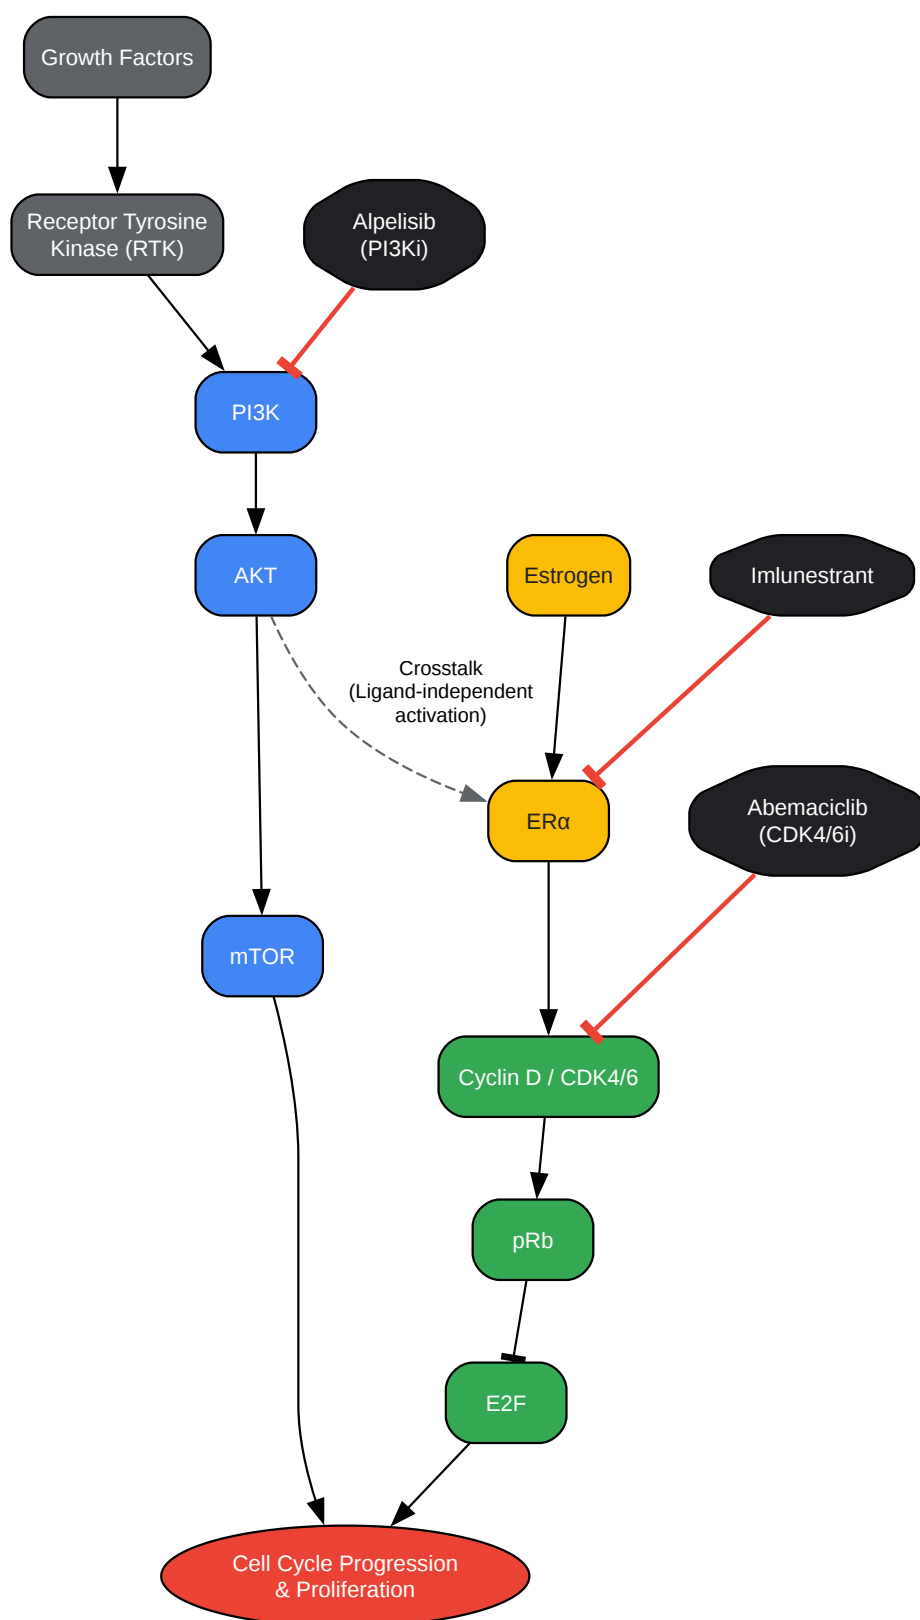 Growth Factors
Receptor Tyrosine
Kinase (RTK)
Alpelisib
(PI3Ki)
PI3K
AKT
Estrogen
Imlunestrant
Crosstalk
(Ligand-independent
activation)
ERα
Abemaciclib
(CDK4/6i)
mTOR
Cyclin D / CDK4/6
pRb
E2F
Cell Cycle Progression
& Proliferation